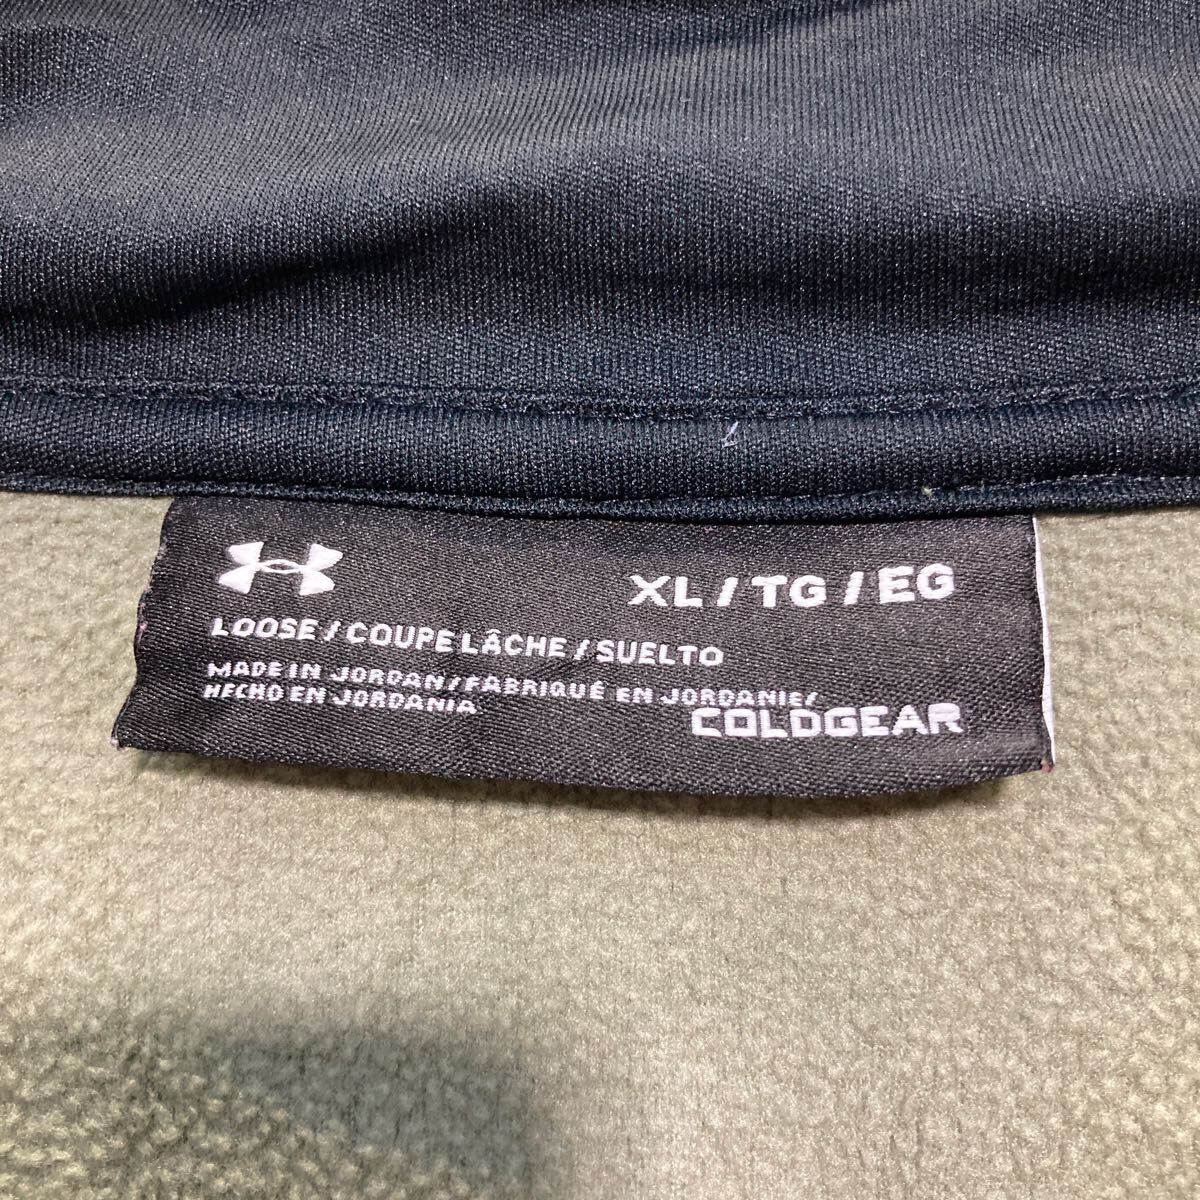 XL / TG / EG
LOOSE / COUPE LÂCHE / SUELTO
MADE IN JORDAN / FABRIQUÉ EN JORDANIE /
HECHO EN JORDANIA
COLDGEAR